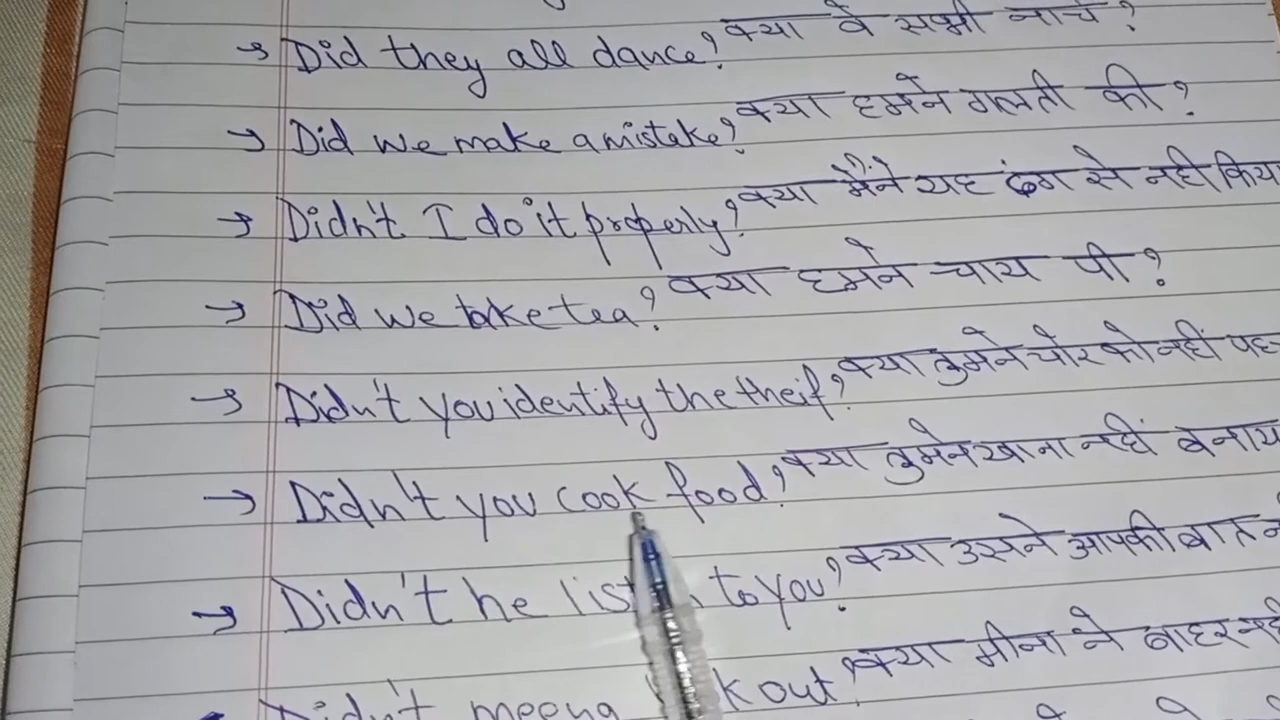 → Did they all dance? क्या वे सभी नाचे ?
→ Did we make a mistake? क्या हमने गलती की ?
→ Didn't I do it properly? क्या मैंने यह ढंग से नही किया
→ Did we take tea? क्या हमने चाय पी ?
→ Didn't you identify the theif? क्या तुमने चोर को नहीं
→ Didn't you cook food? क्या तुमने खाना नहीं बनाय
→ Didn't he to you? क्या उसने आपकी बात
Didn't meena out? क्या मीना ने बाहर